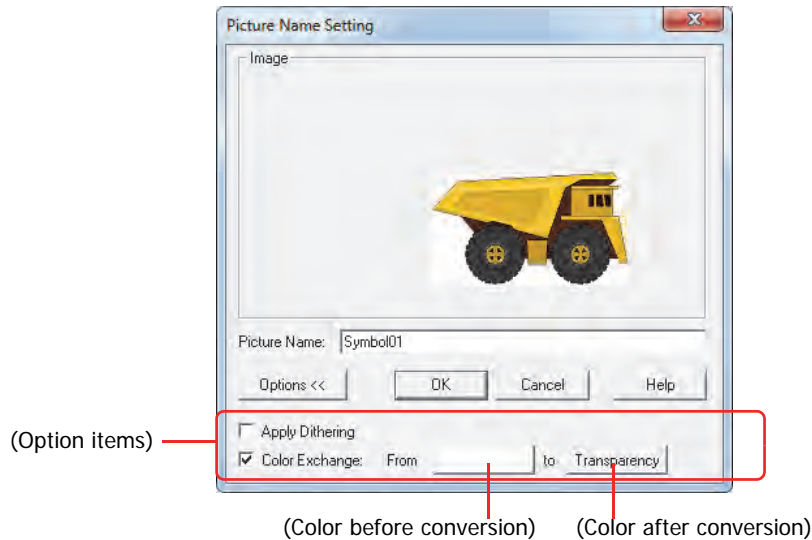 Picture Name Setting
Image
Picture Name: Symbol01
Options << OK Cancel Help
(Option items)
Apply Dithering
Color Exchange: From to Transparency
(Color before conversion) (Color after conversion)